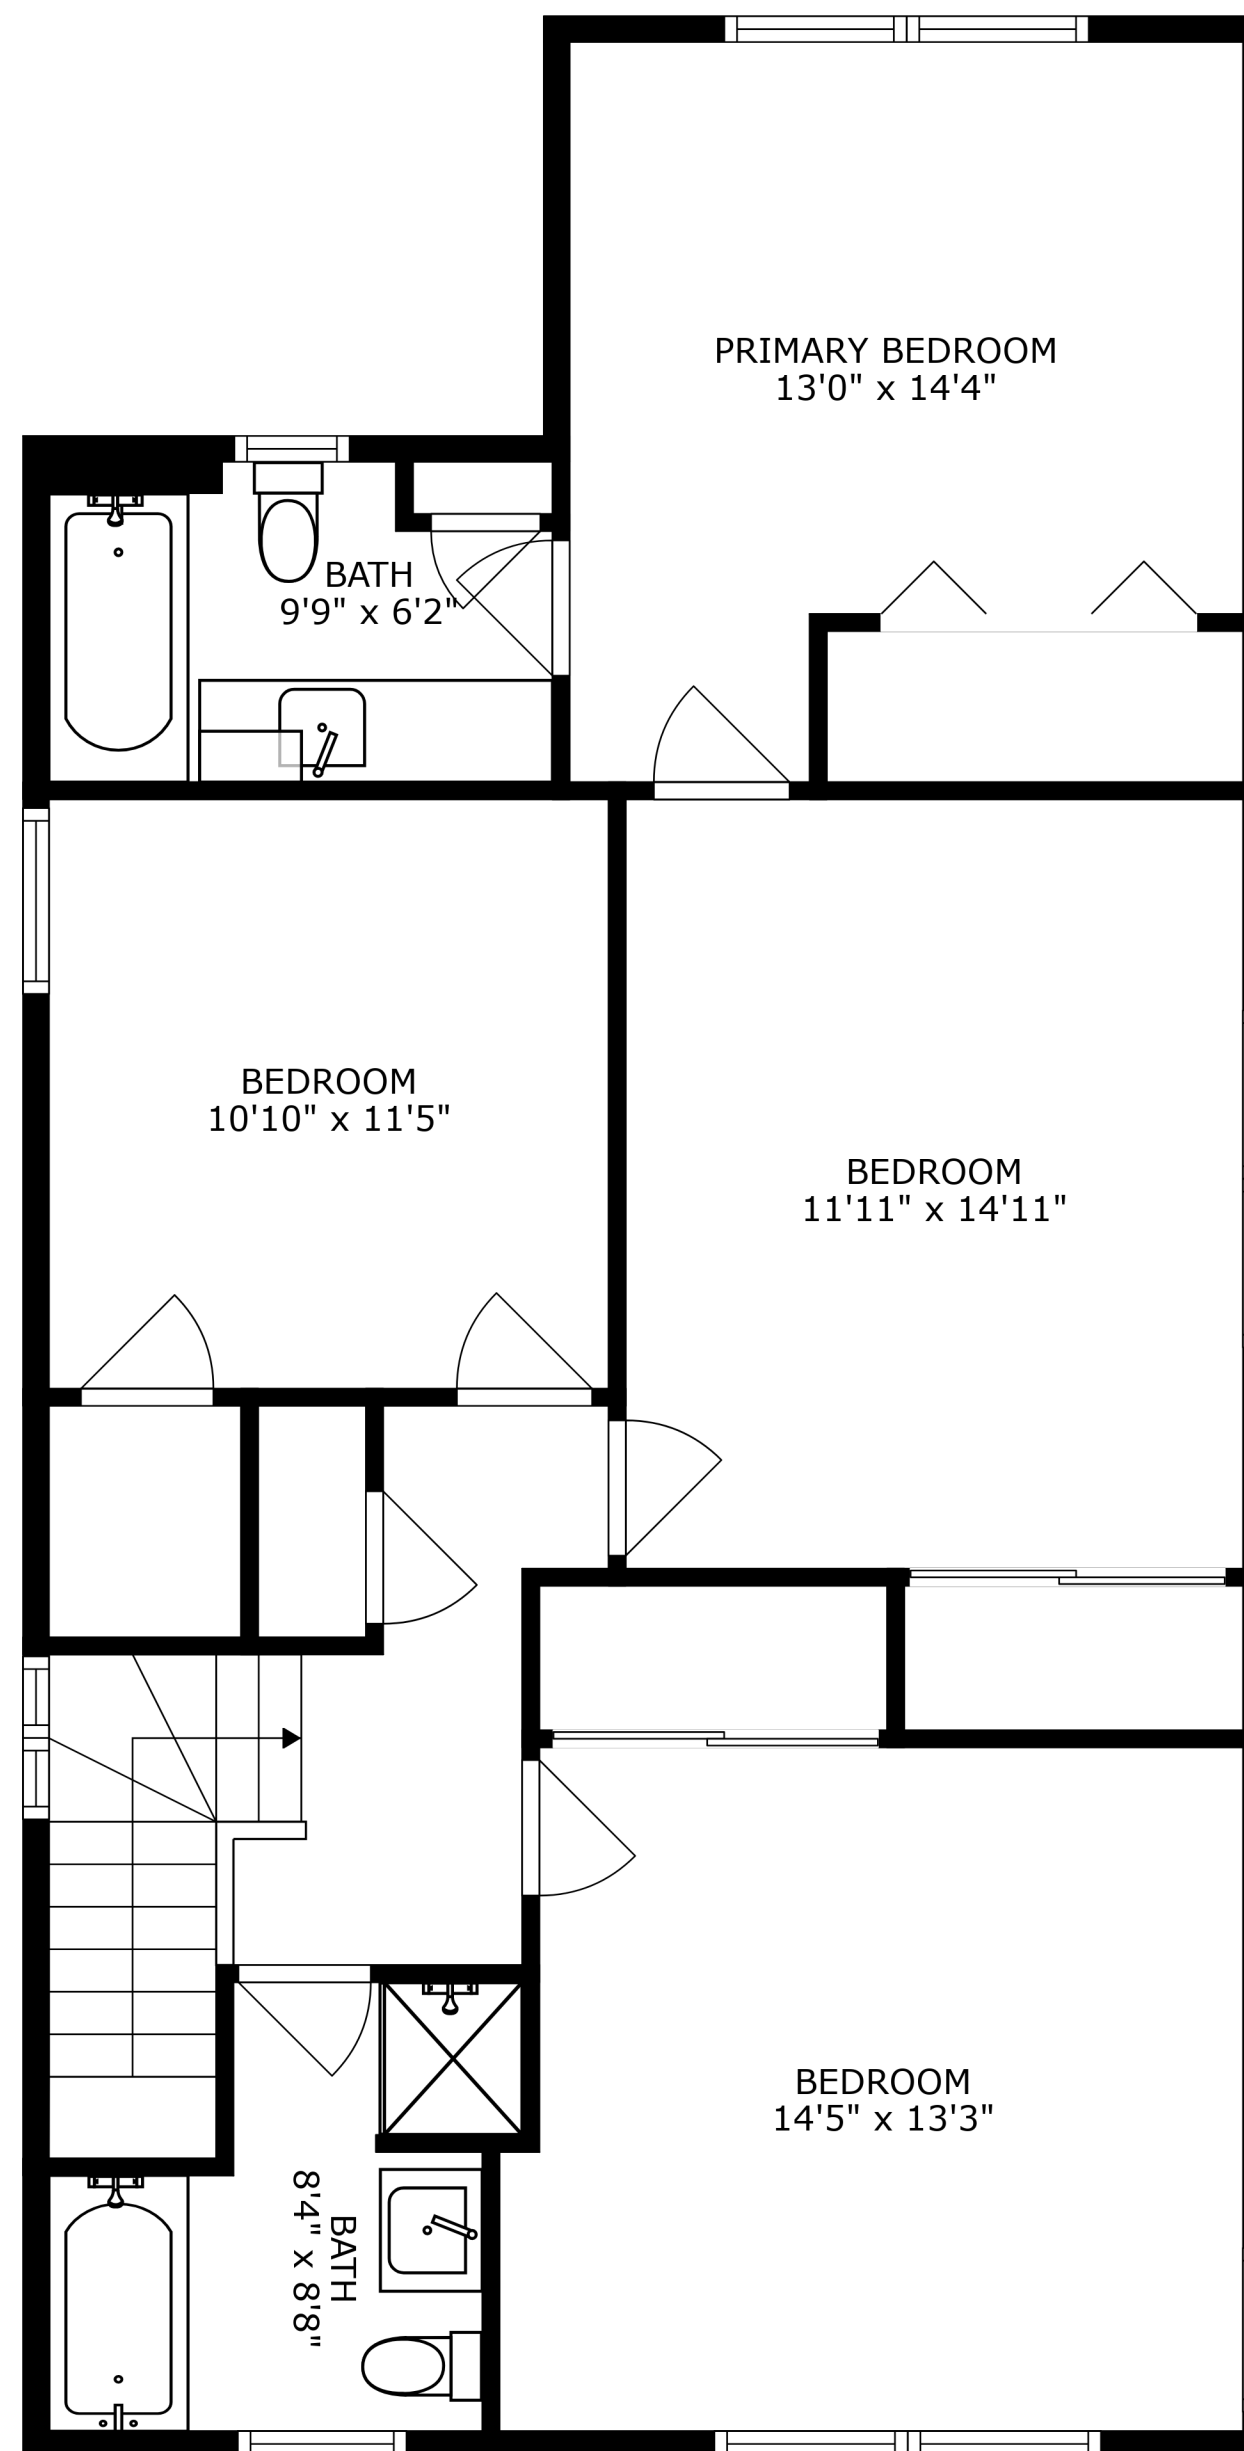 PRIMARY BEDROOM
13'0" x 14'4"
BATH
9'9" x 6'2"
BEDROOM
10'10" x 11'5"
BEDROOM
11'11" x 14'11"
BEDROOM
14'5" x 13'3"
BATH
8'4" x 8'8"